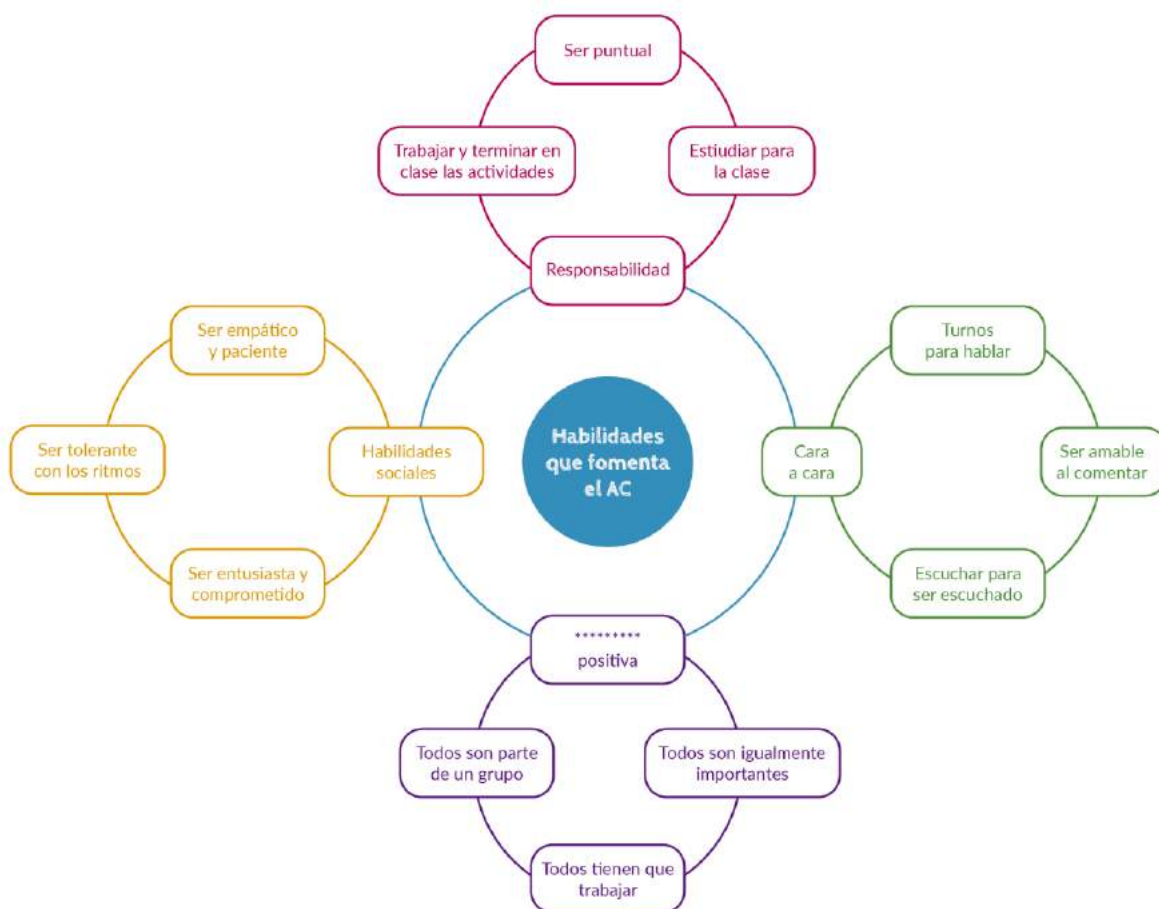 Ser puntual
Trabajar y terminar en
clase las actividades
Estiudiar para
la clase
Responsabilidad
Ser empático
y paciente
Ser tolerante
con los ritmos
Habilidades
sociales
Ser entusiasta y
comprometido
Habilidades
que fomenta
el AC
Turnos
para hablar
Cara
a cara
Ser amable
al comentar
Escuchar para
ser escuchado
*********
positiva
Todos son parte
de un grupo
Todos son igualmente
importantes
Todos tienen que
trabajar